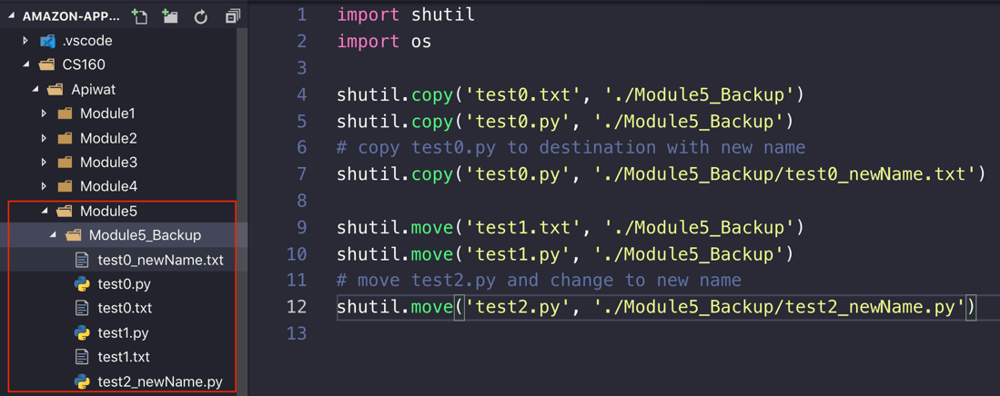 AMAZON-APP...
.vscode
CS160
Apiwat
Module1
Module2
Module3
Module4
Module5
Module5_Backup
test0_newName.txt
test0.py
test0.txt
test1.py
test1.txt
test2_newName.py
1 import shutil
2 import os
3
4 shutil.copy('test0.txt', './Module5_Backup')
5 shutil.copy('test0.py', './Module5_Backup')
6 # copy test0.py to destination with new name
7 shutil.copy('test0.py', './Module5_Backup/test0_newName.txt')
8
9 shutil.move('test1.txt', './Module5_Backup')
10 shutil.move('test1.py', './Module5_Backup')
11 # move test2.py and change to new name
12 shutil.move('test2.py', './Module5_Backup/test2_newName.py')
13